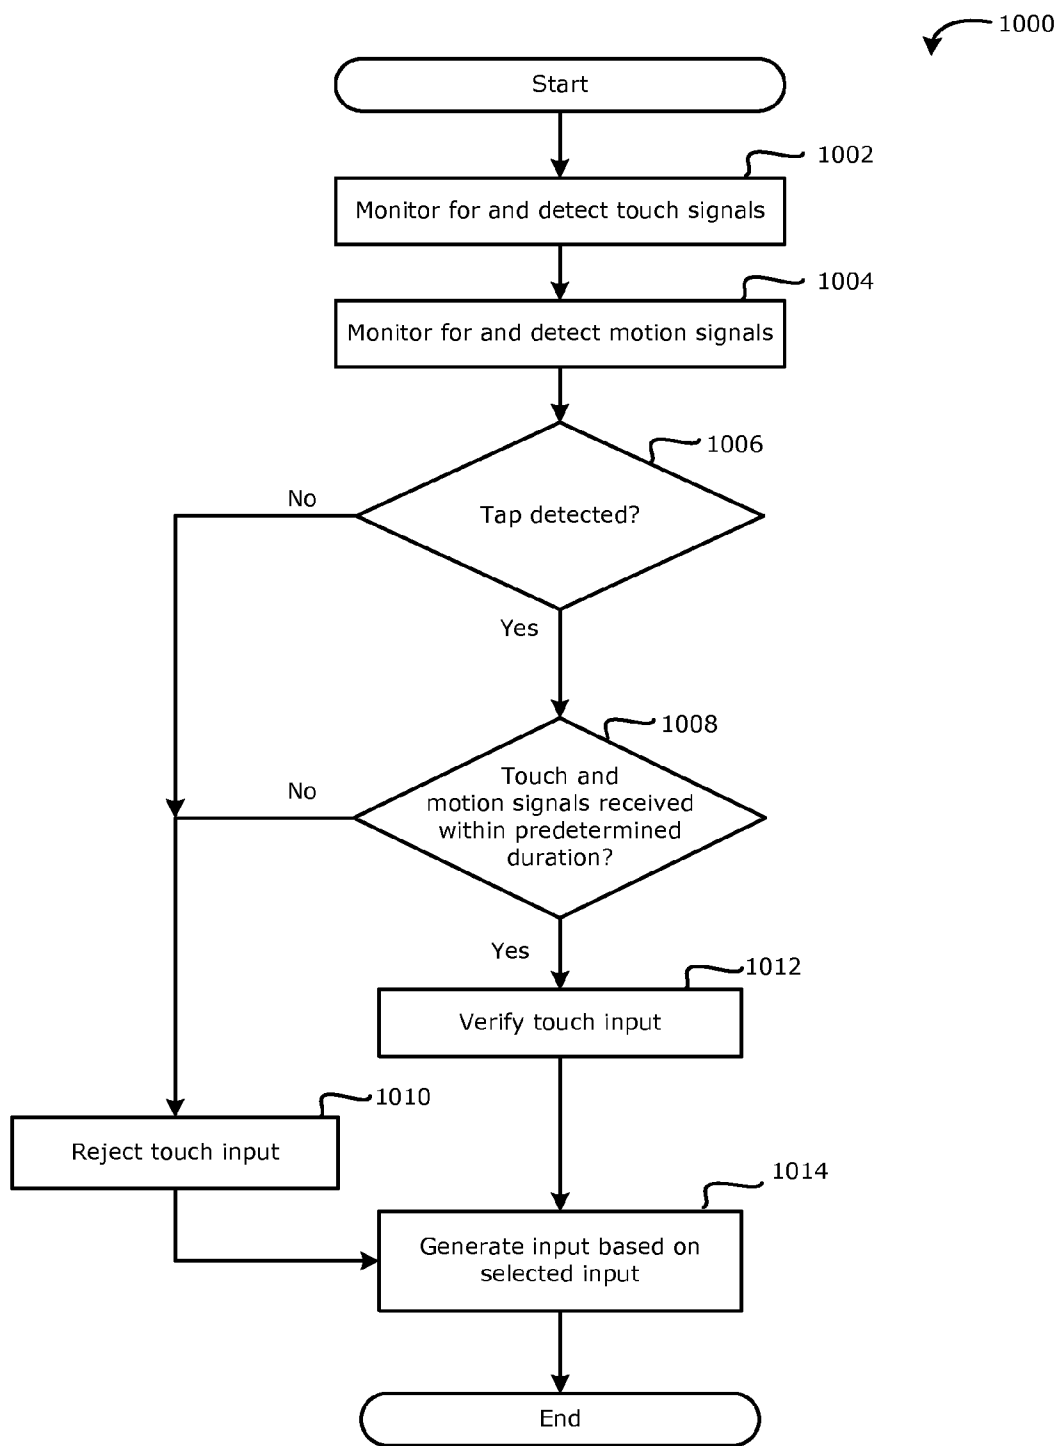 1000
Start
1002
Monitor for and detect touch signals
1004
Monitor for and detect motion signals
1006
Tap detected?
No
Yes
1008
Touch and
motion signals received
within predetermined
duration?
No
Yes
1012
Verify touch input
1010
Reject touch input
1014
Generate input based on
selected input
End